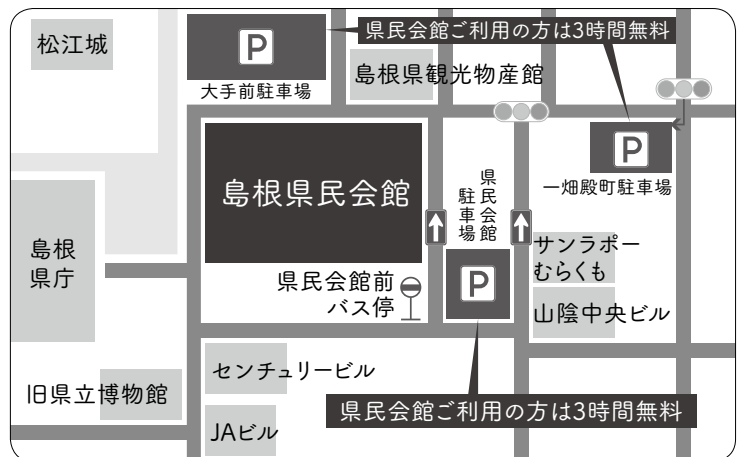 松江城
P
県民会館ご利用の方は3時間無料
大手前駐車場
島根県観光物産館
島根県民会館
県民会館
駐車場
P
一畑殿町駐車場
島根
県庁
県民会館前
バス停
P
サンラポー
むらくも
山陰中央ビル
センチュリービル
旧県立博物館
県民会館ご利用の方は3時間無料
JAビル